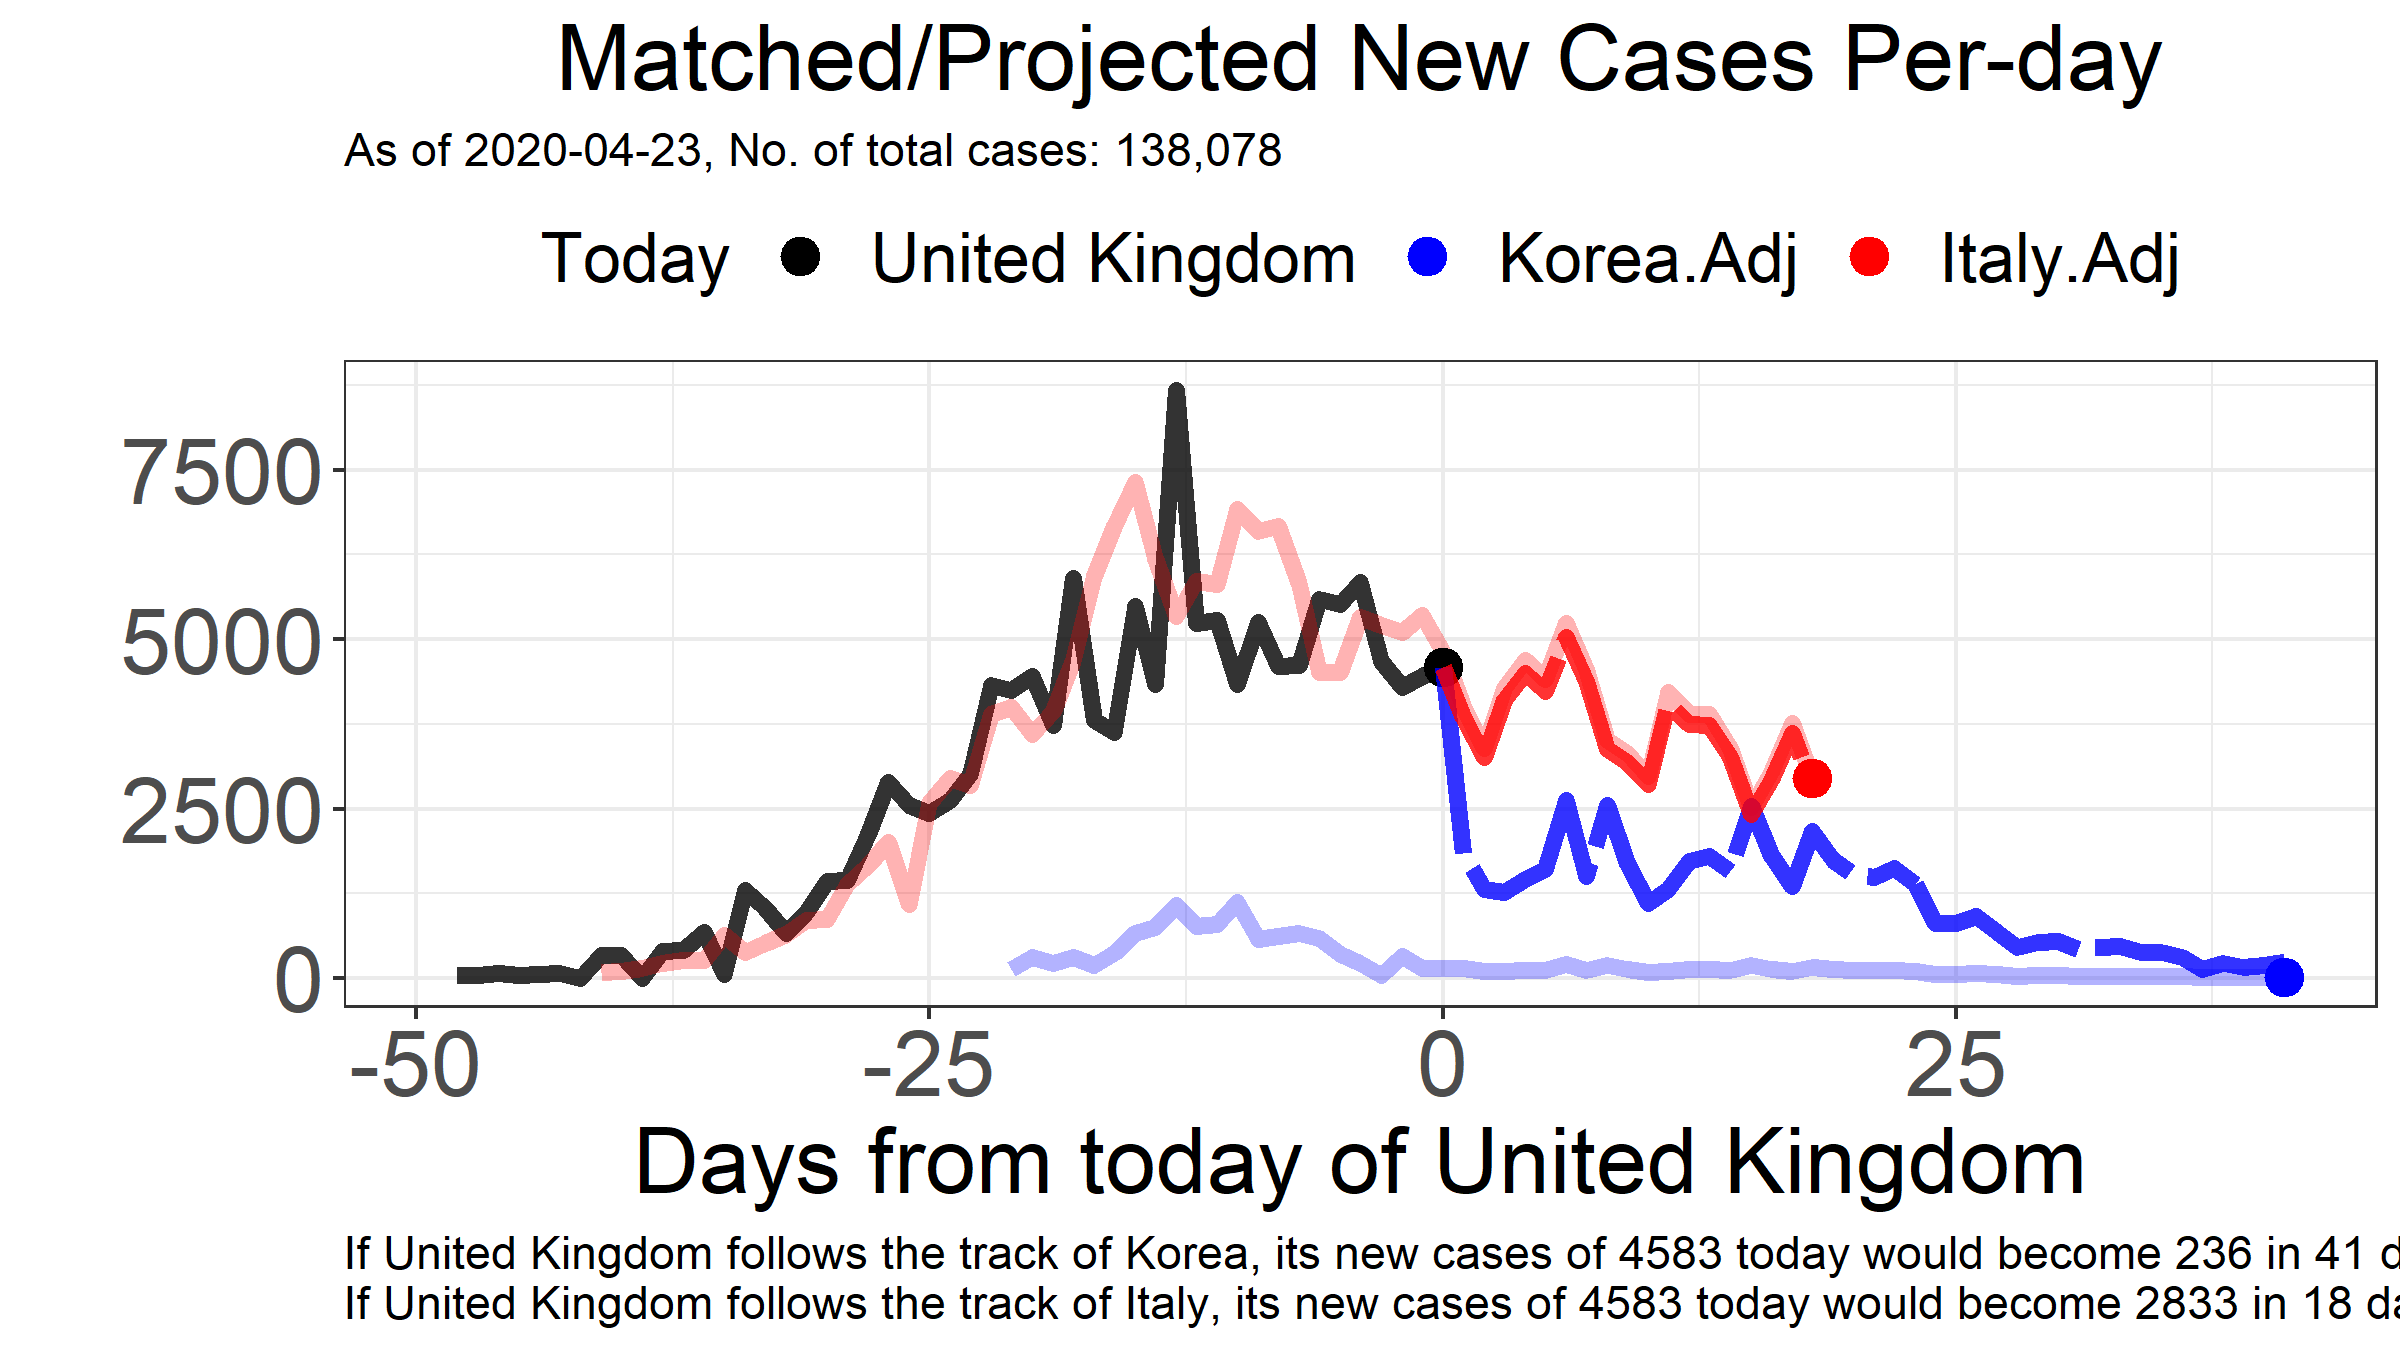 Matched/Projected New Cases Per-day
As of 2020-04-23, No. of total cases: 138,078
Today United Kingdom Korea.Adj Italy.Adj
7500
5000
2500
0
-50 -25 0 25
Days from today of United Kingdom
If United Kingdom follows the track of Korea, its new cases of 4583 today would become 236 in 41 d
If United Kingdom follows the track of Italy, its new cases of 4583 today would become 2833 in 18 da